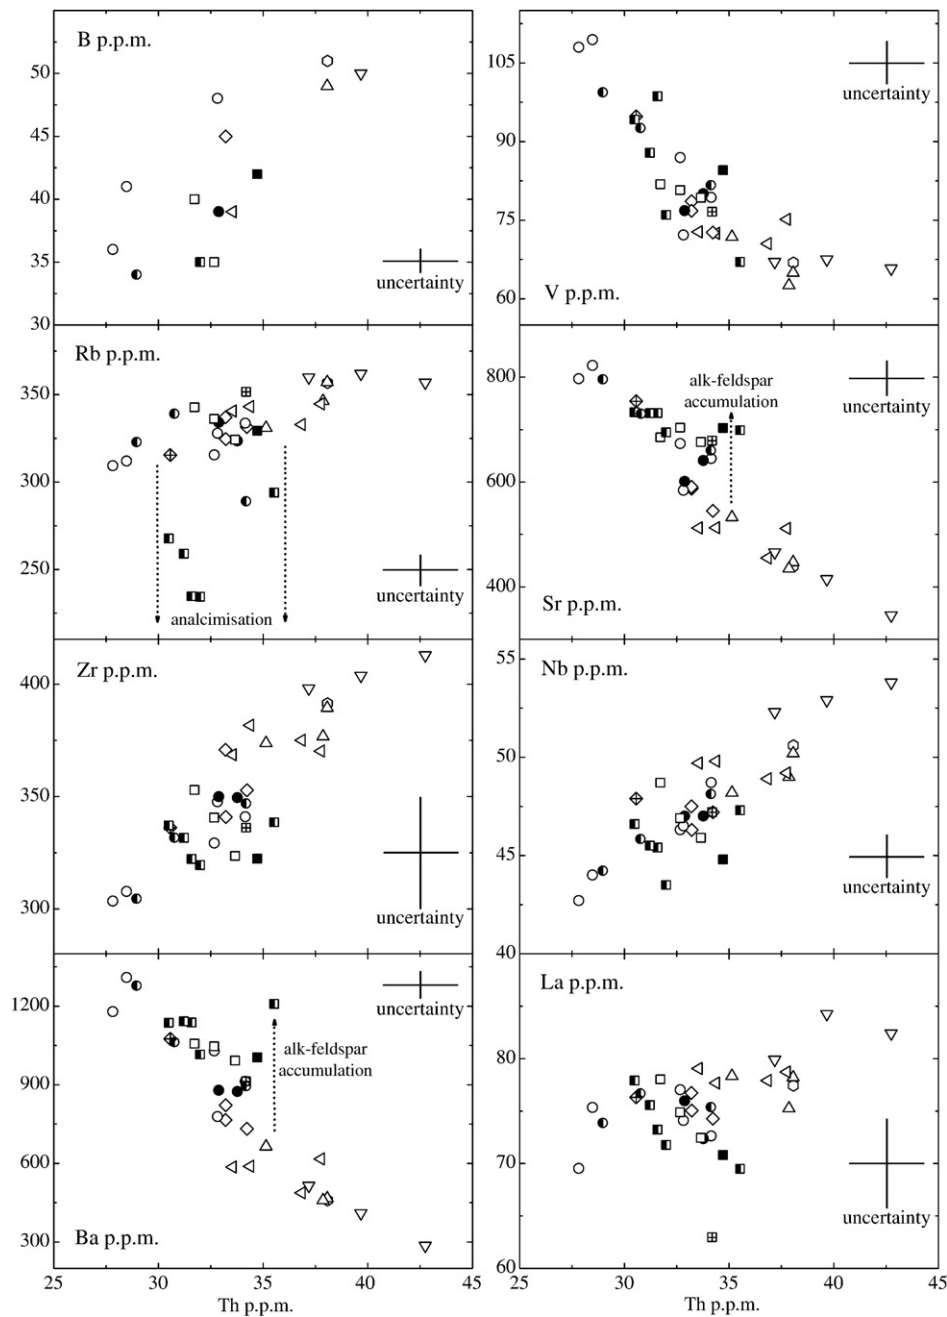 B p.p.m.
50
45
40
35
30
uncertainty
V p.p.m.
105
90
75
60
uncertainty
Rb p.p.m.
350
300
250
analcimisation
uncertainty
Sr p.p.m.
800
600
400
alk-feldspar
accumulation
uncertainty
Zr p.p.m.
400
350
300
uncertainty
Nb p.p.m.
55
50
45
40
uncertainty
Ba p.p.m.
1200
900
600
300
alk-feldspar
accumulation
uncertainty
25 30 35 40 45
Th p.p.m.
La p.p.m.
80
70
60
uncertainty
25 30 35 40 45
Th p.p.m.